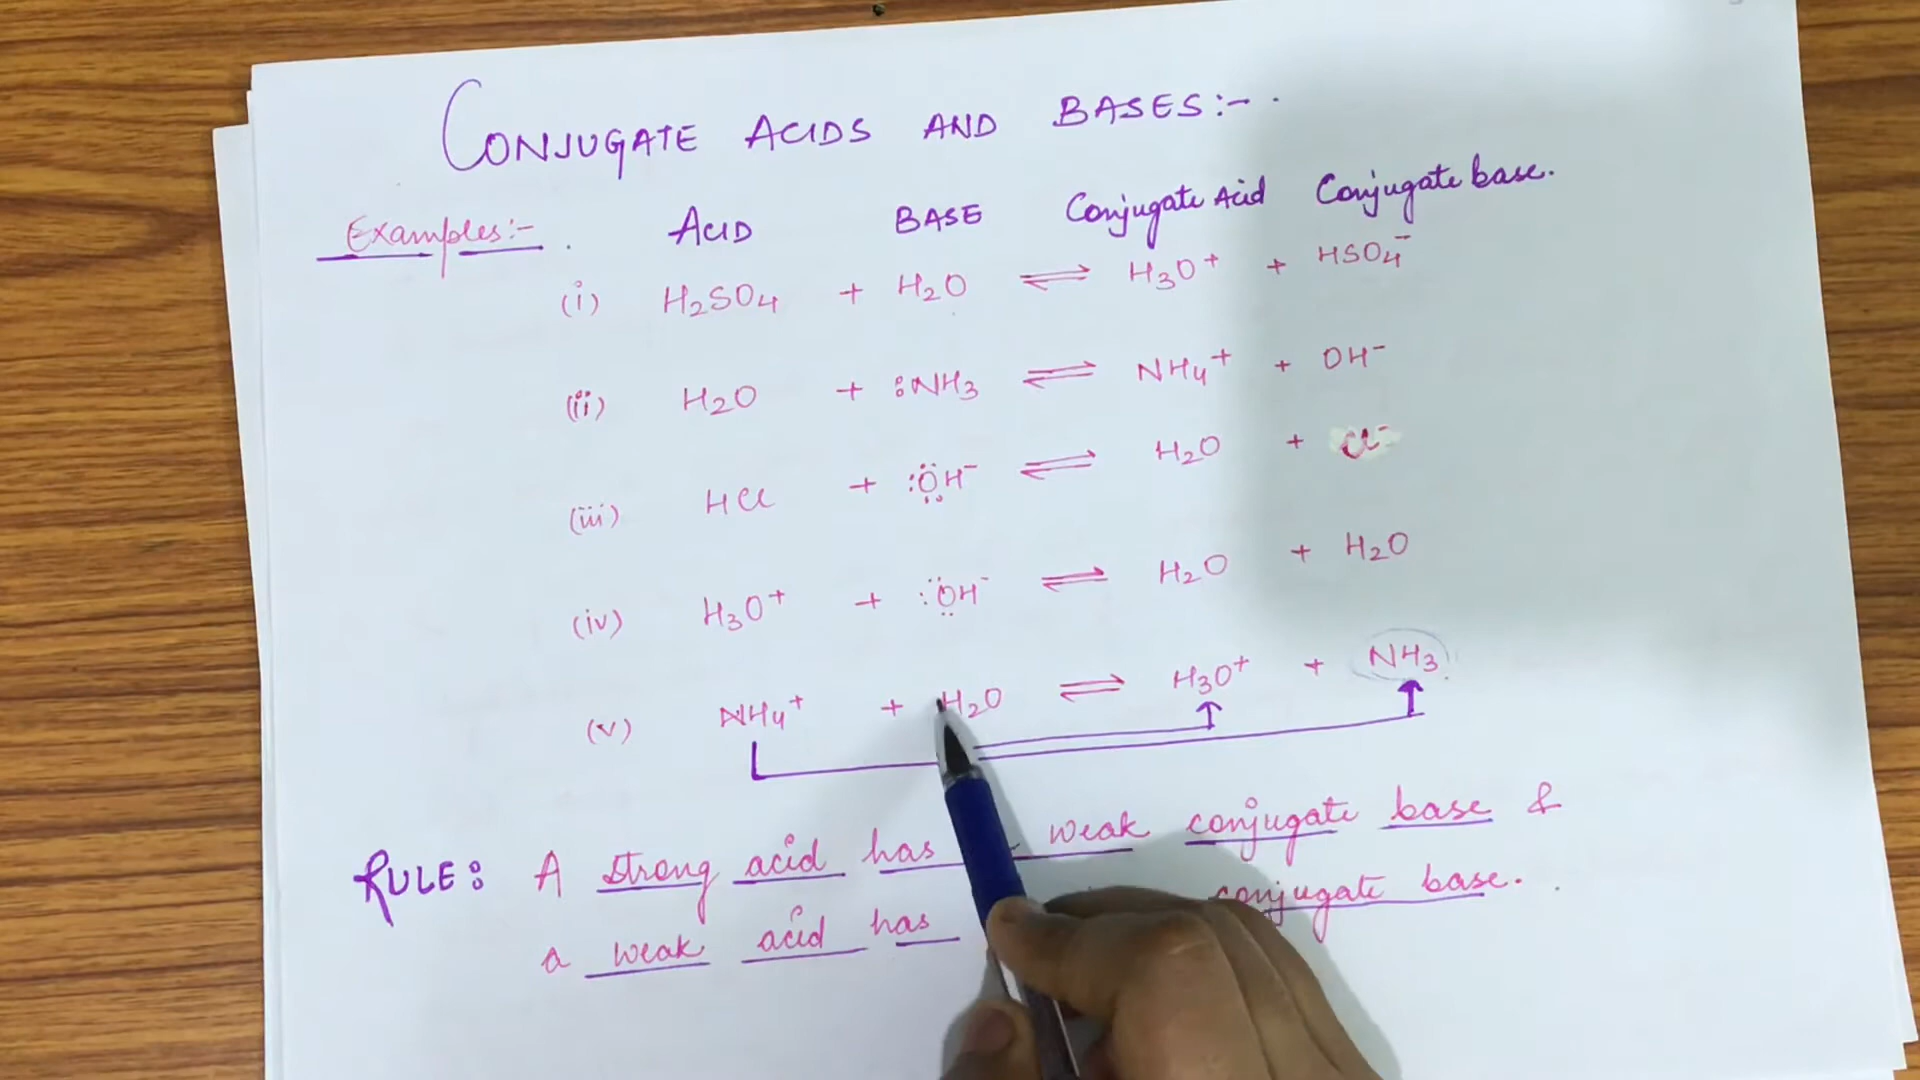 CONJUGATE ACIDS AND BASES:-
Examples:- ACID BASE Conjugate Acid Conjugate base.
(i) H2SO4 + H2O ⇌ H3O+ + HSO4-
(ii) H2O + :NH3 ⇌ NH4+ + OH-
(iii) HCl + :OH- ⇌ H2O + Cl-
(iv) H3O+ + :OH- ⇌ H2O + H2O
(v) NH4+ + H2O ⇌ H3O+ + NH3
RULE: A strong acid has weak conjugate base &
a weak acid has conjugate base.